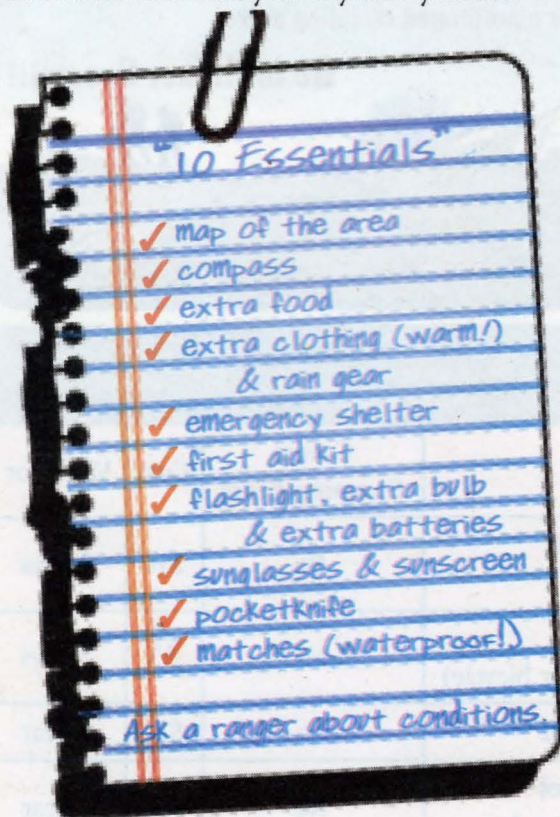 "10 Essentials"
✓ map of the area
✓ compass
✓ extra food
✓ extra clothing (warm!)
& rain gear
✓ emergency shelter
✓ first aid kit
✓ flashlight, extra bulb
& extra batteries
✓ sunglasses & sunscreen
✓ pocketknife
✓ matches (waterproof!)
Ask a ranger about conditions.